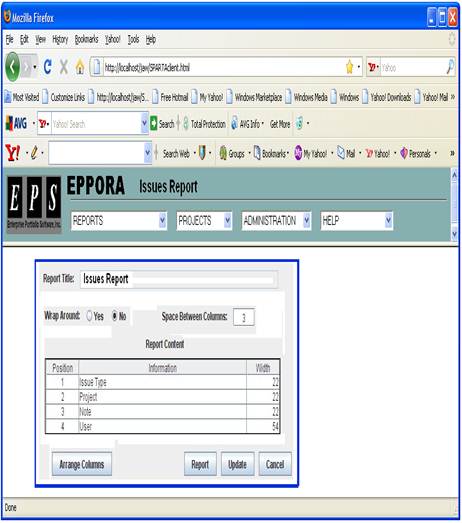 Mozilla Firefox
File Edit View History Bookmarks Yahoo! Tools Help
http://localhost/jaw/SPARTAclient.html Yahoo
Most Visited Customize Links http://localhost/jaw/S... Free Hotmail My Yahoo! Windows Marketplace Windows Media Windows Yahoo! Downloads Yahoo! Mail »
AVG Y! Yahoo! Search Search Total Protection AVG Info Get More
Y! Search Web Groups Bookmarks My Yahoo! Mail Yahoo! Personals »
EPS EPPORA Issues Report
Enterprise Portfolio Software, Inc. REPORTS PROJECTS ADMINISTRATION HELP
Report Title: Issues Report
Wrap Around: Yes No Space Between Columns: 3
Report Content
Position Information Width
1 Issue Type 22
2 Project 22
3 Note 22
4 User 54
Arrange Columns Report Update Cancel
Done